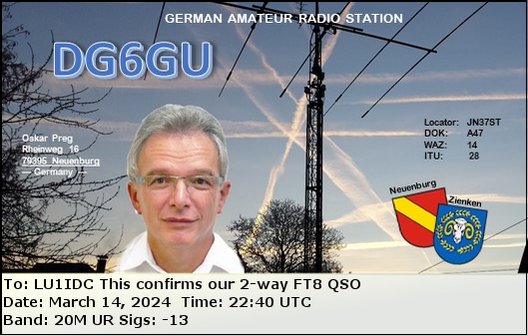 GERMAN AMATEUR RADIO STATION
DG6GU
Oskar Preg
Rheinweg 16
79395 Neuenburg
— Germany —
Locator: JN37ST
DOK: A47
WAZ: 14
ITU: 28
Neuenburg
Zienken
To: LU1IDC This confirms our 2-way FT8 QSO
Date: March 14, 2024 Time: 22:40 UTC
Band: 20M UR Sigs: -13